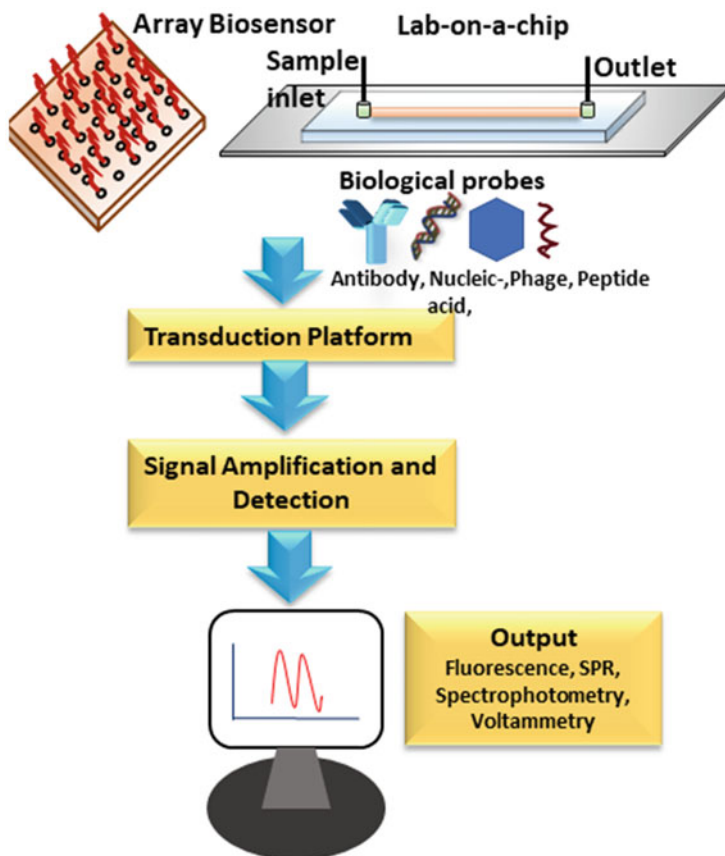 Array Biosensor
Lab-on-a-chip
Sample
inlet
Outlet
Biological probes
Antibody, Nucleic-,Phage, Peptide
acid,
Transduction Platform
Signal Amplification and
Detection
Output
Fluorescence, SPR,
Spectrophotometry,
Voltammetry